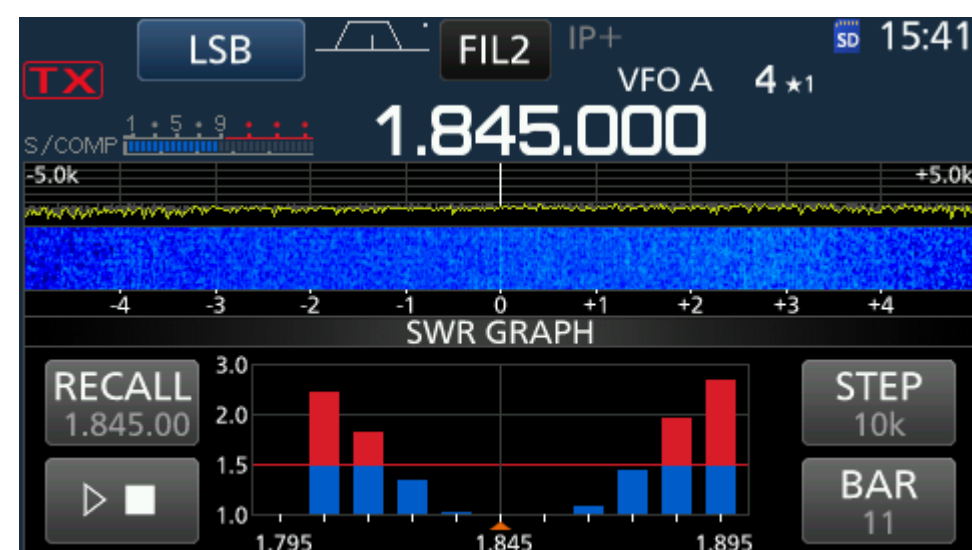 LSB FIL2 IP+ SD 15:41
TX VFO A 4 ★1
S/COMP 1 5 9 1.845.000
-5.0k +5.0k
-4 -3 -2 -1 0 +1 +2 +3 +4
SWR GRAPH
RECALL 3.0 STEP
1.845.00 2.0 10k
1.5 BAR
1.0 11
1.795 1.845 1.895